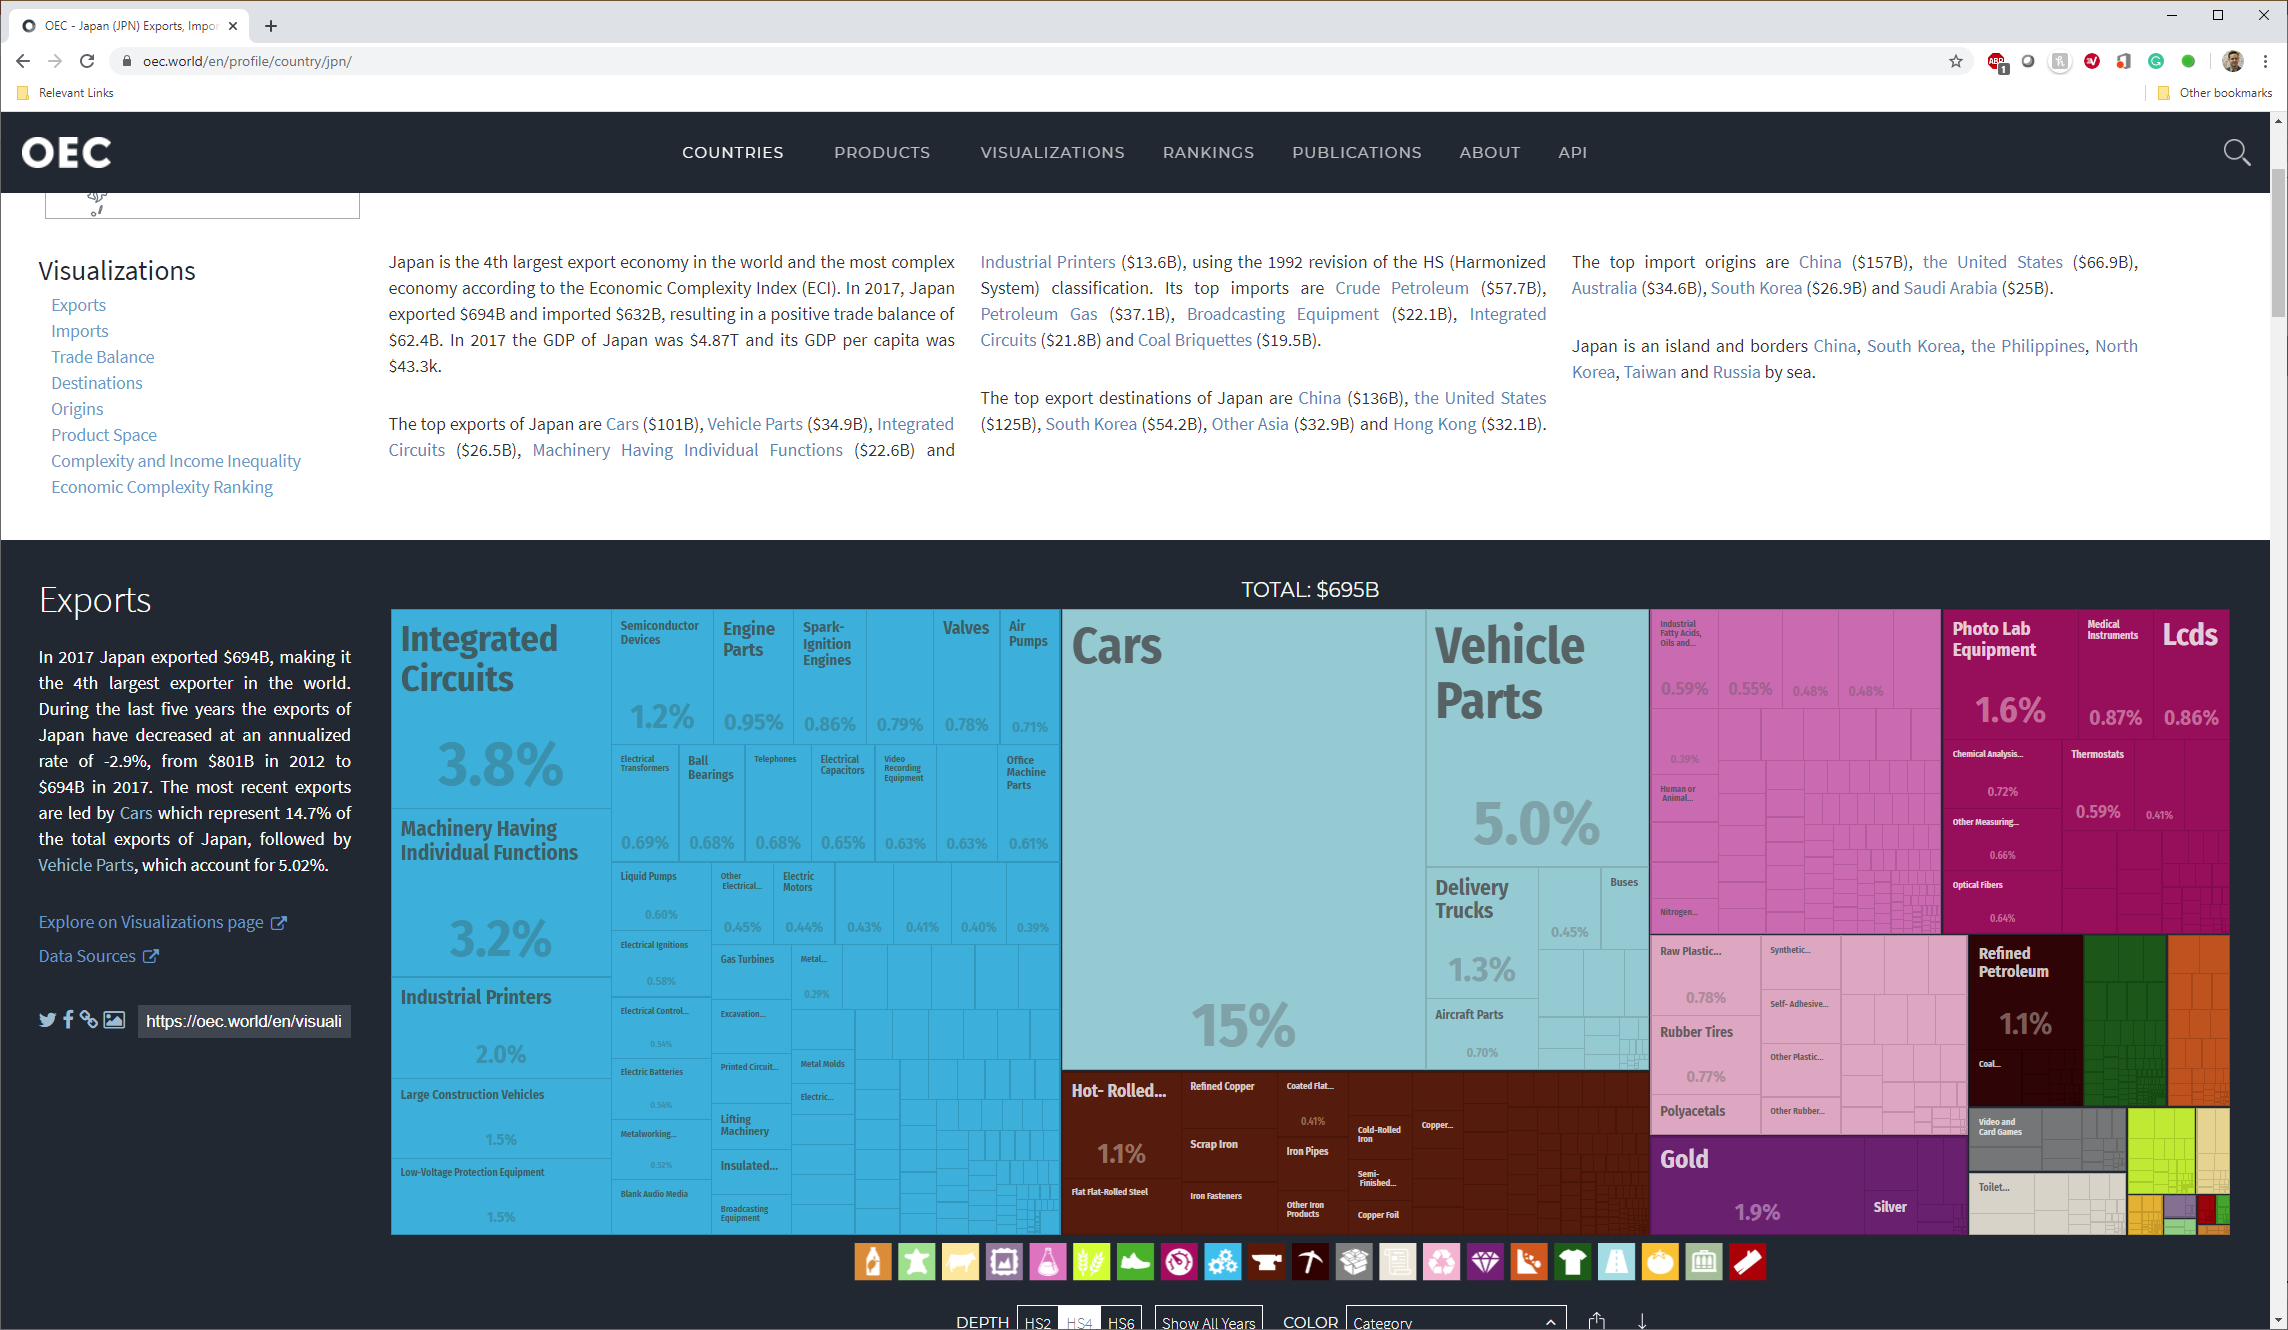 OEC - Japan (JPN) Exports, Impor
oec.world/en/profile/country/jpn/
ABP
1
Relevant Links
Other bookmarks
OEC
COUNTRIES
PRODUCTS
VISUALIZATIONS
RANKINGS
PUBLICATIONS
ABOUT
API
Visualizations
Exports
Imports
Trade Balance
Destinations
Origins
Product Space
Complexity and Income Inequality
Economic Complexity Ranking
Japan is the 4th largest export economy in the world and the most complex
economy according to the Economic Complexity Index (ECI). In 2017, Japan
exported $694B and imported $632B, resulting in a positive trade balance of
$62.4B. In 2017 the GDP of Japan was $4.87T and its GDP per capita was
$43.3k.
The top exports of Japan are Cars ($101B), Vehicle Parts ($34.9B), Integrated
Circuits ($26.5B), Machinery Having Individual Functions ($22.6B) and
Industrial Printers ($13.6B), using the 1992 revision of the HS (Harmonized
System) classification. Its top imports are Crude Petroleum ($57.7B),
Petroleum Gas ($37.1B), Broadcasting Equipment ($22.1B), Integrated
Circuits ($21.8B) and Coal Briquettes ($19.5B).
The top export destinations of Japan are China ($136B), the United States
($125B), South Korea ($54.2B), Other Asia ($32.9B) and Hong Kong ($32.1B).
The top import origins are China ($157B), the United States ($66.9B),
Australia ($34.6B), South Korea ($26.9B) and Saudi Arabia ($25B).
Japan is an island and borders China, South Korea, the Philippines, North
Korea, Taiwan and Russia by sea.
Exports
In 2017 Japan exported $694B, making it
the 4th largest exporter in the world.
During the last five years the exports of
Japan have decreased at an annualized
rate of -2.9%, from $801B in 2012 to
$694B in 2017. The most recent exports
are led by Cars which represent 14.7% of
the total exports of Japan, followed by
Vehicle Parts, which account for 5.02%.
Explore on Visualizations page
Data Sources
https://oec.world/en/visuali
TOTAL: $695B
Integrated
Circuits
3.8%
Machinery Having
Individual Functions
3.2%
Industrial Printers
2.0%
Large Construction Vehicles
1.5%
Low-Voltage Protection Equipment
1.5%
Semiconductor
Devices
1.2%
Engine
Parts
0.95%
Spark-
Ignition
Engines
0.86%
0.79%
Valves
0.78%
Air
Pumps
0.71%
Electrical
Transformers
0.69%
Ball
Bearings
0.68%
Telephones
0.68%
Electrical
Capacitors
0.65%
Video
Recording
Equipment
0.63%
0.63%
Office
Machine
Parts
0.61%
Liquid Pumps
0.60%
Other
Electrical...
0.45%
Electric
Motors
0.44%
0.43%
0.41%
0.40%
0.39%
Electrical Ignitions
0.58%
Gas Turbines
Metal...
0.29%
Electrical Control...
0.54%
Excavation...
Electric Batteries
0.54%
Printed Circuit...
Metal Molds
Electric...
Metalworking...
0.52%
Lifting
Machinery
Insulated...
Blank Audio Media
Broadcasting
Equipment
Cars
15%
Vehicle
Parts
5.0%
Delivery
Trucks
1.3%
0.45%
Buses
Aircraft Parts
0.70%
Hot- Rolled...
1.1%
Flat Flat-Rolled Steel
Refined Copper
Scrap Iron
Iron Fasteners
Coated Flat...
0.41%
Iron Pipes
Other Iron
Products
Cold-Rolled
Iron
Semi-
Finished...
Copper Foil
Copper...
Industrial
Fatty Acids,
Oils and...
0.59%
0.55%
0.48%
0.48%
0.39%
Human or
Animal...
Nitrogen...
Photo Lab
Equipment
1.6%
Medical
Instruments
0.87%
Lcds
0.86%
Chemical Analysis...
0.72%
Thermostats
0.59%
0.41%
Other Measuring...
0.66%
Optical Fibers
0.64%
Raw Plastic...
0.78%
Synthetic...
Self- Adhesive...
Rubber Tires
0.77%
Other Plastic...
Polyacetals
Other Rubber...
Refined
Petroleum
1.1%
Coal...
Gold
1.9%
Silver
Video and
Card Games
Toilet...
DEPTH
HS2
HS4
HS6
Show All Years
COLOR
Category